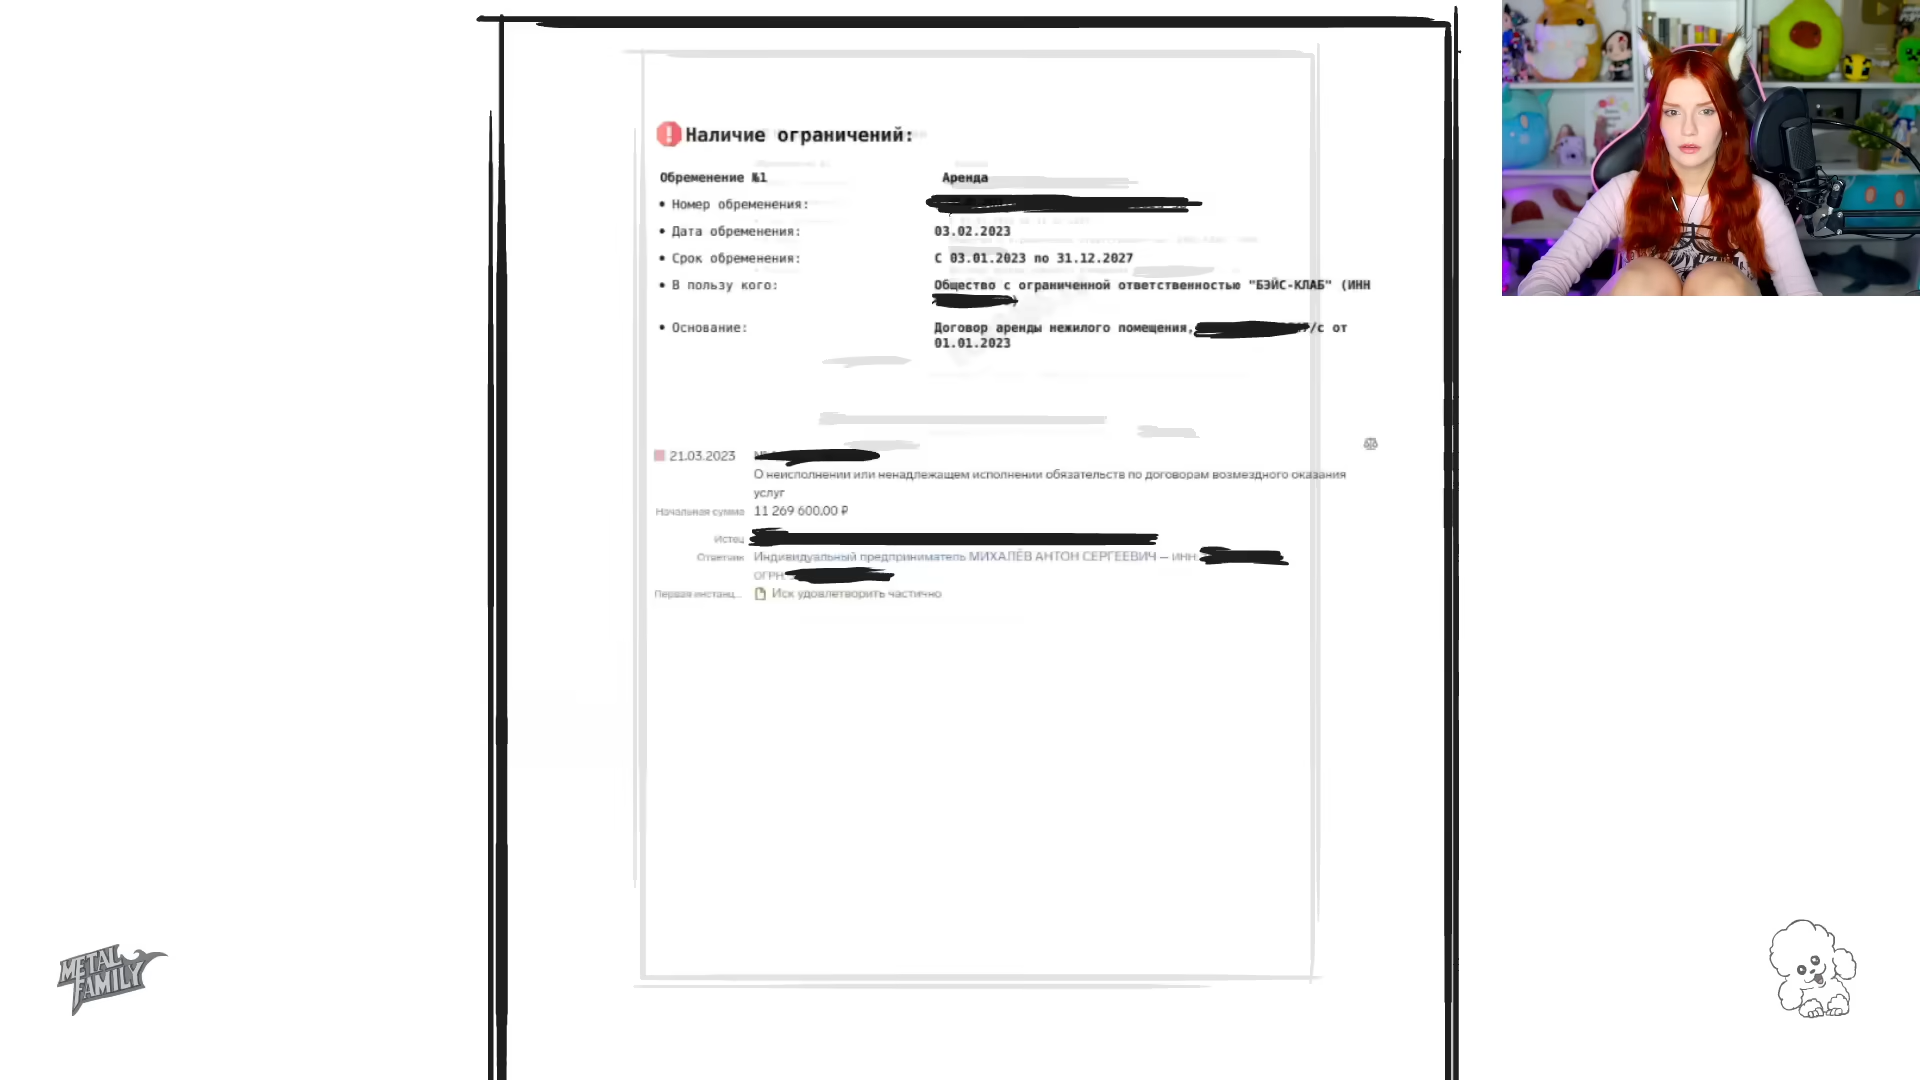 Наличие ограничений:
Обременение №1 Аренда
• Номер обременения:
• Дата обременения: 03.02.2023
• Срок обременения: С 03.01.2023 по 31.12.2027
• В пользу кого: Общество с ограниченной ответственностью "БЭЙС-КЛАБ" (ИНН
)
• Основание: Договор аренды нежилого помещения, /с от
01.01.2023
21.03.2023
О неисполнении или ненадлежащем исполнении обязательств по договорам возмездного оказания
услуг
Начальная сумма 11 269 600.00 ₽
Истец
Ответчик Индивидуальный предприниматель МИХАЛЁВ АНТОН СЕРГЕЕВИЧ — ИНН:
ОГРН:
Первая инстанц... Иск удовлетворить частично
METAL
FAMILY